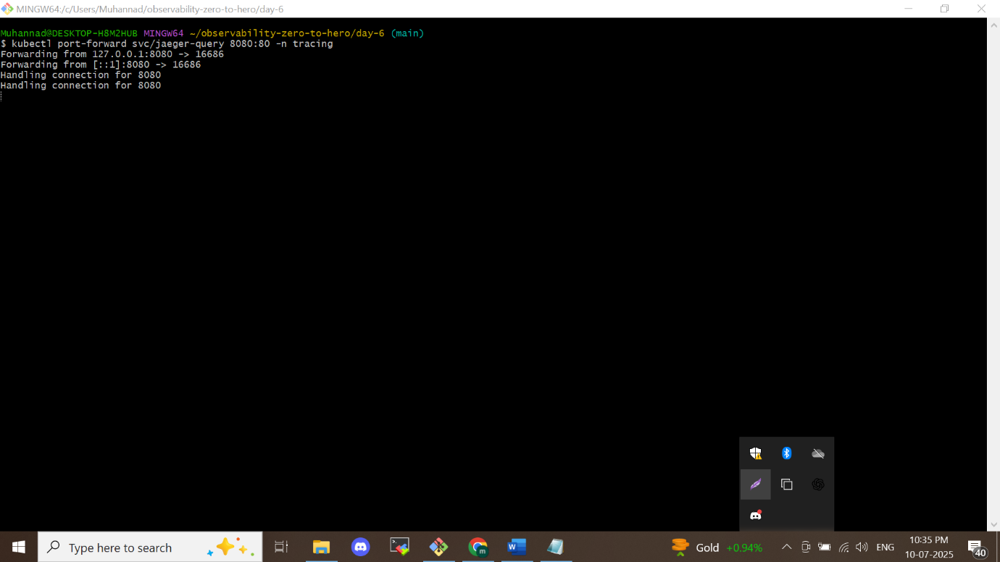 MINGW64:/c/Users/Muhannad/observability-zero-to-hero/day-6
Muhannad@DESKTOP-H8M2HUB MINGW64 ~/observability-zero-to-hero/day-6 (main)
$ kubectl port-forward svc/jaeger-query 8080:80 -n tracing
Forwarding from 127.0.0.1:8080 -> 16686
Forwarding from [::1]:8080 -> 16686
Handling connection for 8080
Handling connection for 8080
Type here to search
m
W
Gold +0.94%
ENG
10:35 PM
10-07-2025
40